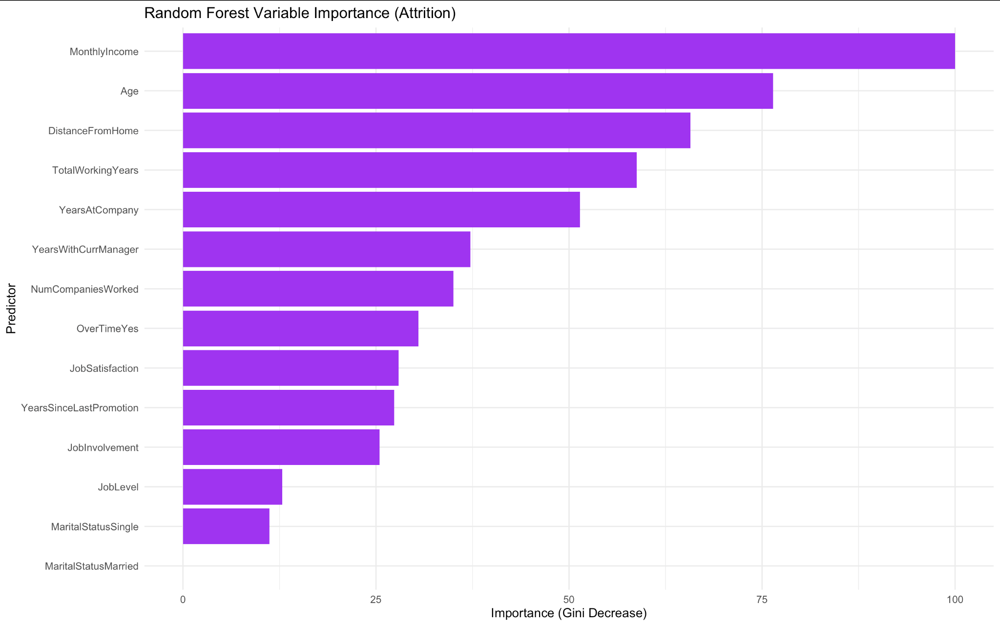 Random Forest Variable Importance (Attrition)
MonthlyIncome
Age
DistanceFromHome
TotalWorkingYears
YearsAtCompany
YearsWithCurrManager
NumCompaniesWorked
OverTimeYes
JobSatisfaction
YearsSinceLastPromotion
JobInvolvement
JobLevel
MaritalStatusSingle
MaritalStatusMarried
Predictor
0 25 50 75 100
Importance (Gini Decrease)